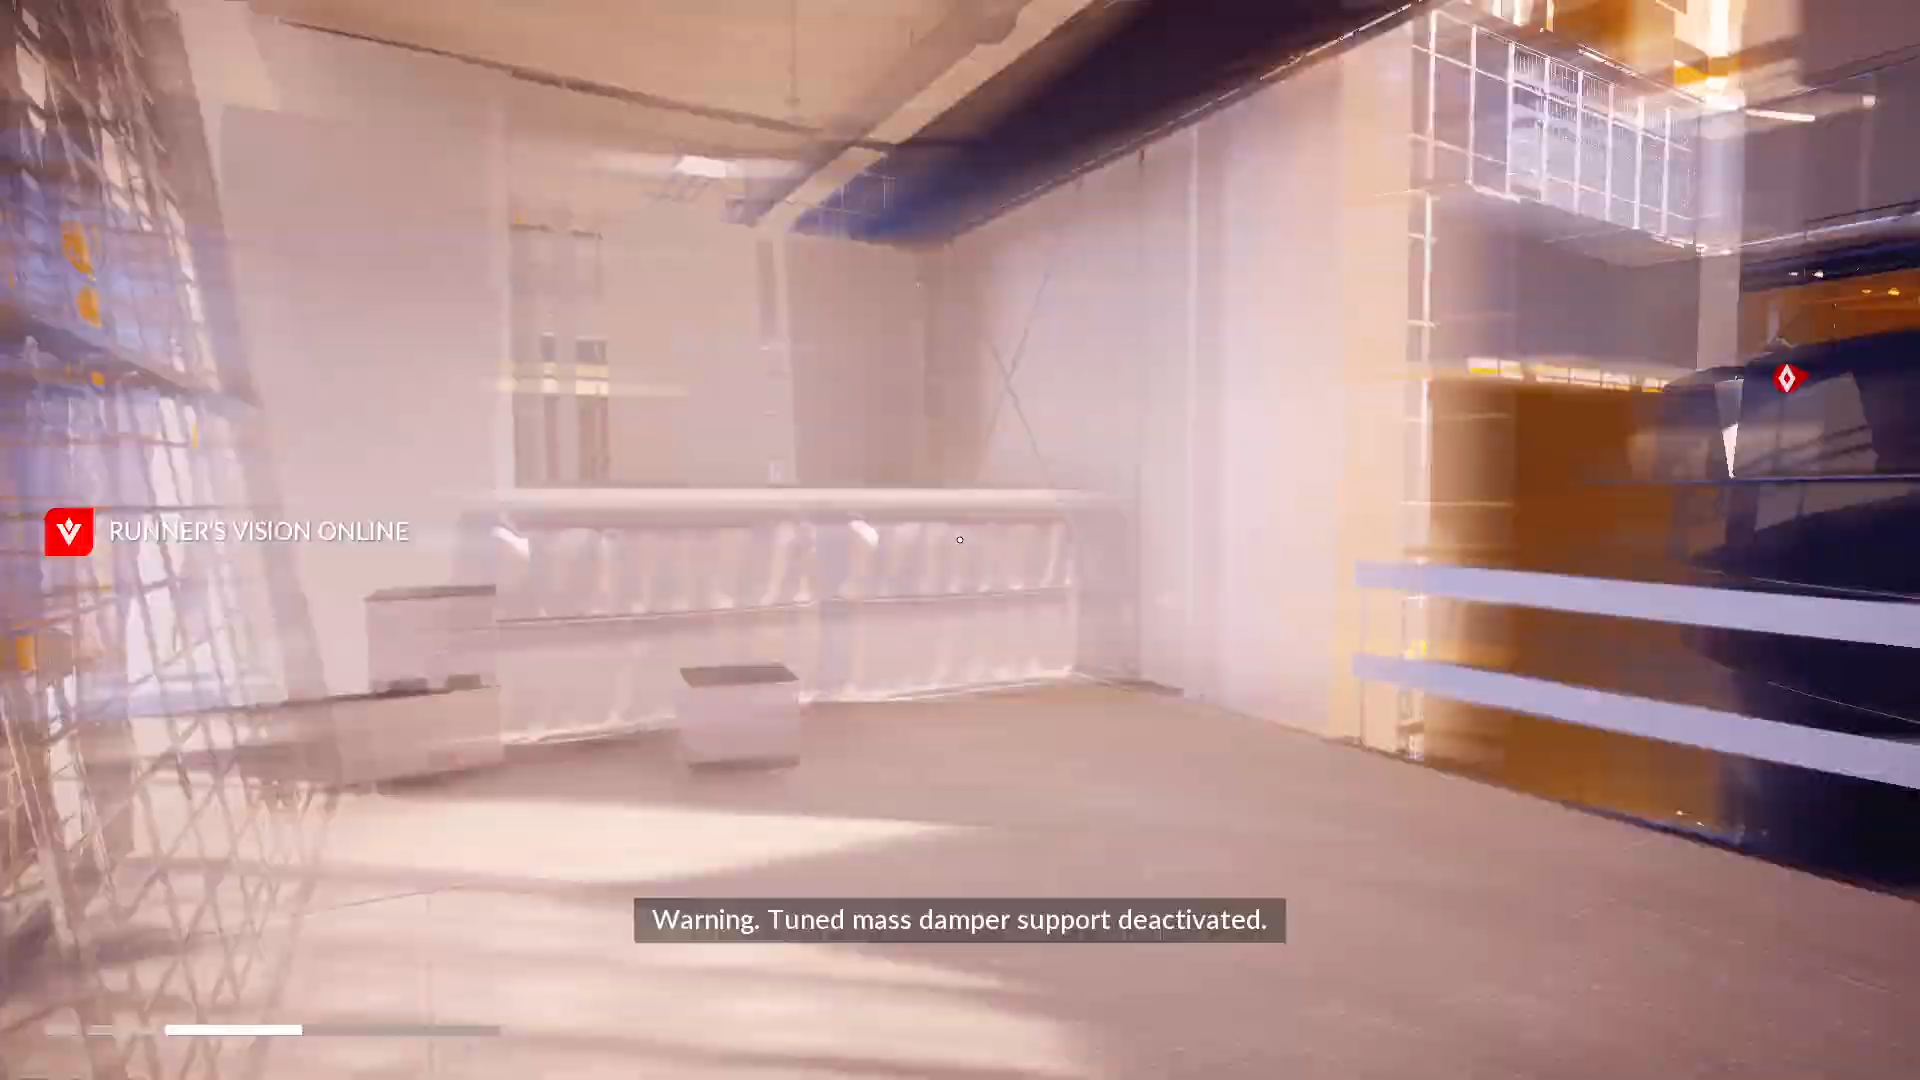 RUNNER'S VISION ONLINE
Warning. Tuned mass damper support deactivated.